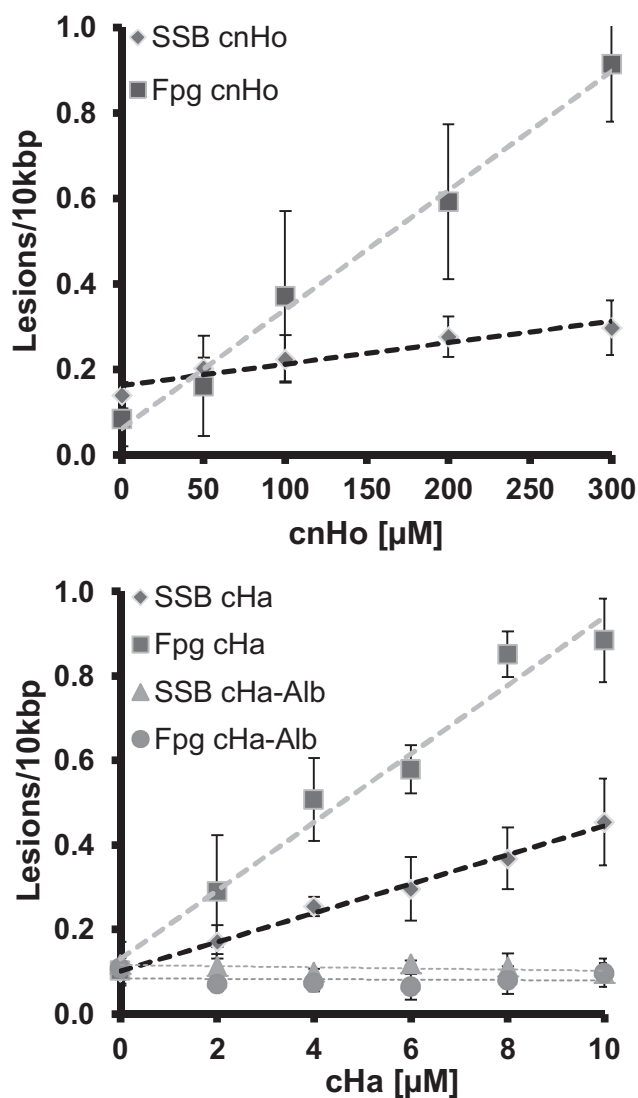 1.0
SSB cnHo
Fpg cnHo
0.8
0.6
0.4
0.2
0.0
Lesions/10kbp
0 50 100 150 200 250 300
cnHo [µM]
1.0
SSB cHa
Fpg cHa
SSB cHa-Alb
Fpg cHa-Alb
0.8
0.6
0.4
0.2
0.0
Lesions/10kbp
0 2 4 6 8 10
cHa [µM]